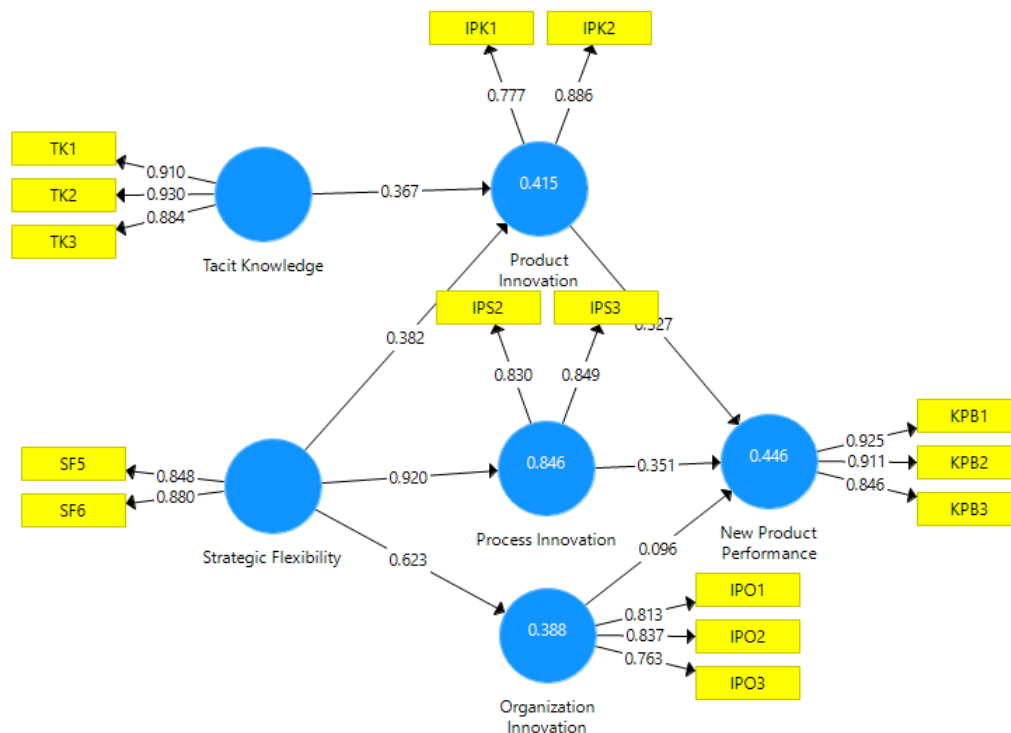 IPK1
IPK2
0.777
0.886
TK1
TK2
TK3
0.910
0.930
0.884
0.367
0.415
Tacit Knowledge
Product
Innovation
IPS2
IPS3
0.382
0.830
0.849
SF5
SF6
0.848
0.880
0.920
0.846
0.351
0.446
KPB1
KPB2
KPB3
0.925
0.911
0.846
Strategic Flexibility
Process Innovation
New Product
Performance
0.623
0.096
0.388
0.813
0.837
0.763
IPO1
IPO2
IPO3
Organization
Innovation